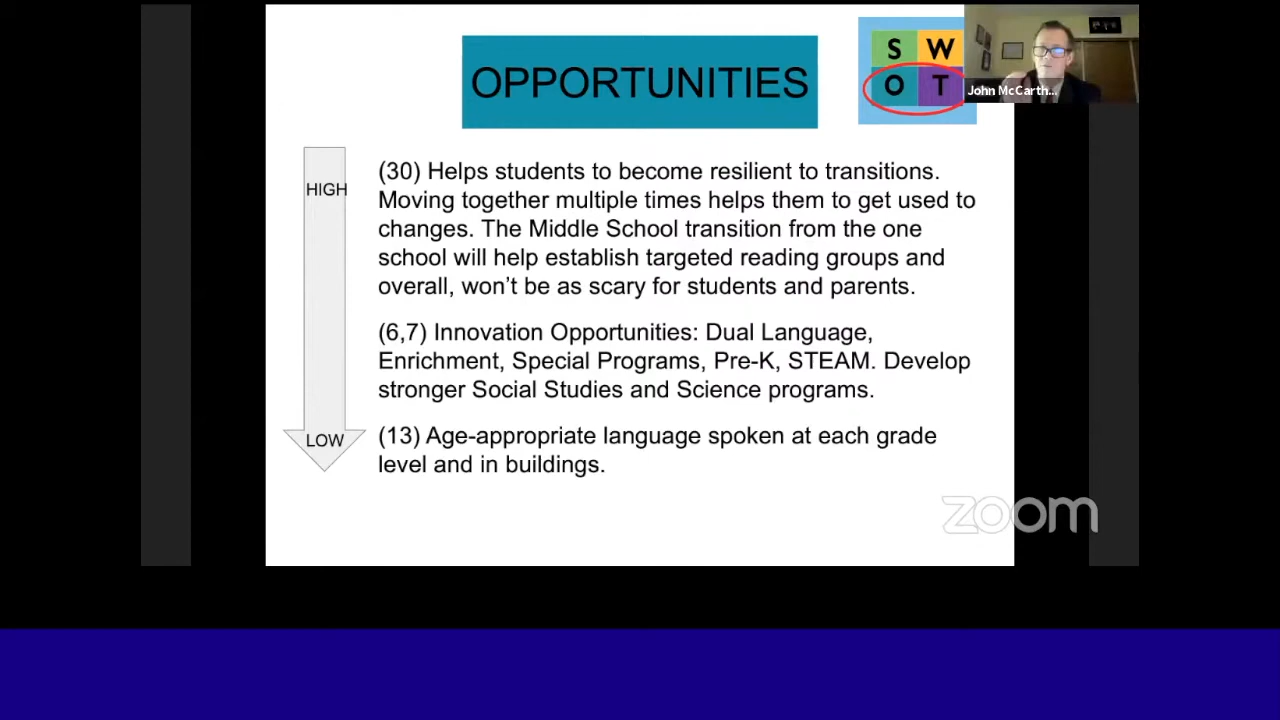 OPPORTUNITIES
S W
O T
John McCarth...
HIGH
(30) Helps students to become resilient to transitions.
Moving together multiple times helps them to get used to
changes. The Middle School transition from the one
school will help establish targeted reading groups and
overall, won't be as scary for students and parents.
(6,7) Innovation Opportunities: Dual Language,
Enrichment, Special Programs, Pre-K, STEAM. Develop
stronger Social Studies and Science programs.
LOW
(13) Age-appropriate language spoken at each grade
level and in buildings.
zoom